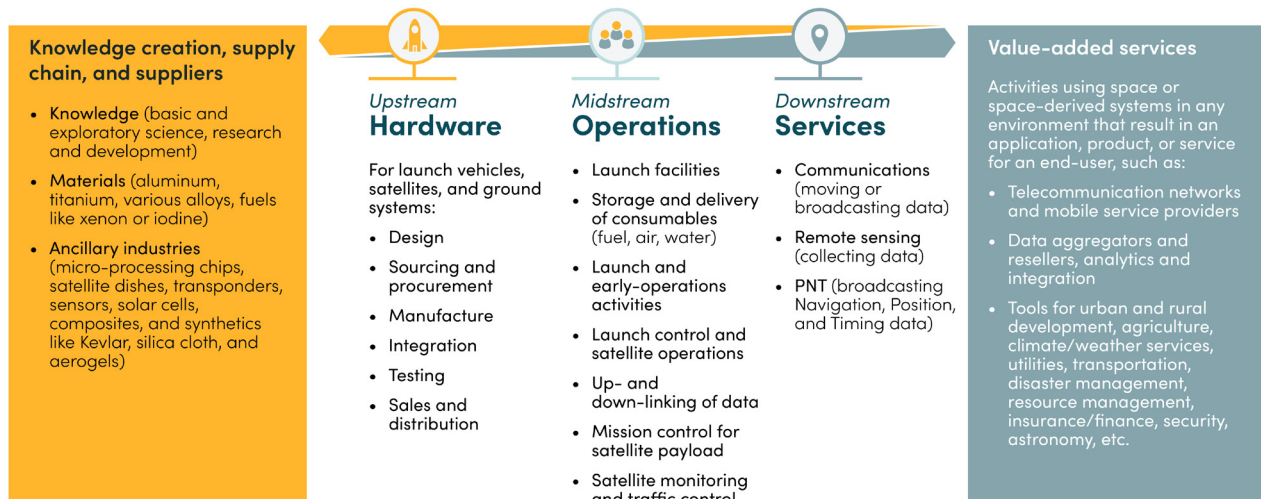 Knowledge creation, supply
chain, and suppliers
• Knowledge (basic and
exploratory science, research
and development)
• Materials (aluminum,
titanium, various alloys, fuels
like xenon or iodine)
• Ancillary industries
(micro-processing chips,
satellite dishes, transponders,
sensors, solar cells,
composites, and synthetics
like Kevlar, silica cloth, and
aerogels)
Upstream
Hardware
For launch vehicles,
satellites, and ground
systems:
• Design
• Sourcing and
procurement
• Manufacture
• Integration
• Testing
• Sales and
distribution
Midstream
Operations
• Launch facilities
• Storage and delivery
of consumables
(fuel, air, water)
• Launch and
early-operations
activities
• Launch control and
satellite operations
• Up- and
down-linking of data
• Mission control for
satellite payload
• Satellite monitoring
and traffic control
Downstream
Services
• Communications
(moving or
broadcasting data)
• Remote sensing
(collecting data)
• PNT (broadcasting
Navigation, Position,
and Timing data)
Value-added services
Activities using space or
space-derived systems in any
environment that result in an
application, product, or service
for an end-user, such as:
• Telecommunication networks
and mobile service providers
• Data aggregators and
resellers, analytics and
integration
• Tools for urban and rural
development, agriculture,
climate/weather services,
utilities, transportation,
disaster management,
resource management,
insurance/finance, security,
astronomy, etc.